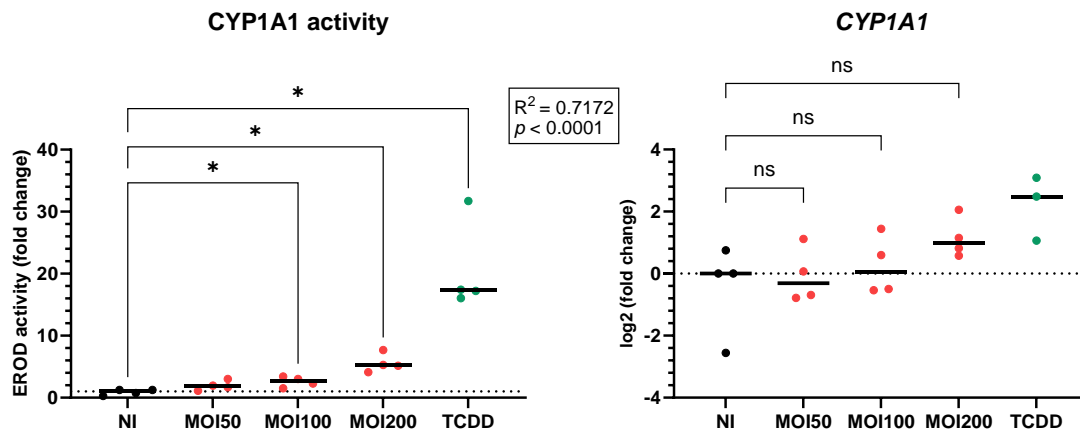 CYP1A1 activity
*
*
*
EROD activity (fold change)
40
30
20
10
0
NI MOI50 MOI100 MOI200 TCDD
R² = 0.7172
p < 0.0001
CYP1A1
ns
ns
ns
log2 (fold change)
4
2
0
-2
-4
NI MOI50 MOI100 MOI200 TCDD